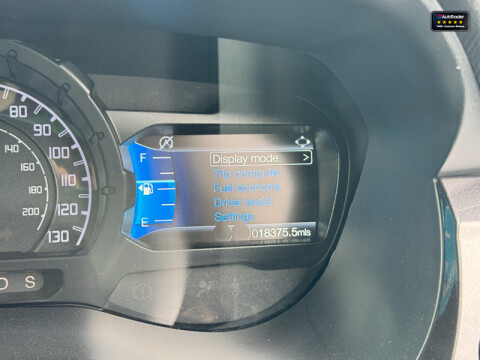 AutoTrader
80
90
100
110
120
130
140
160
180
200
F
E
Display mode >
Trip computer
Fuel economy
Driver assist
Settings
018375.5mls
D S